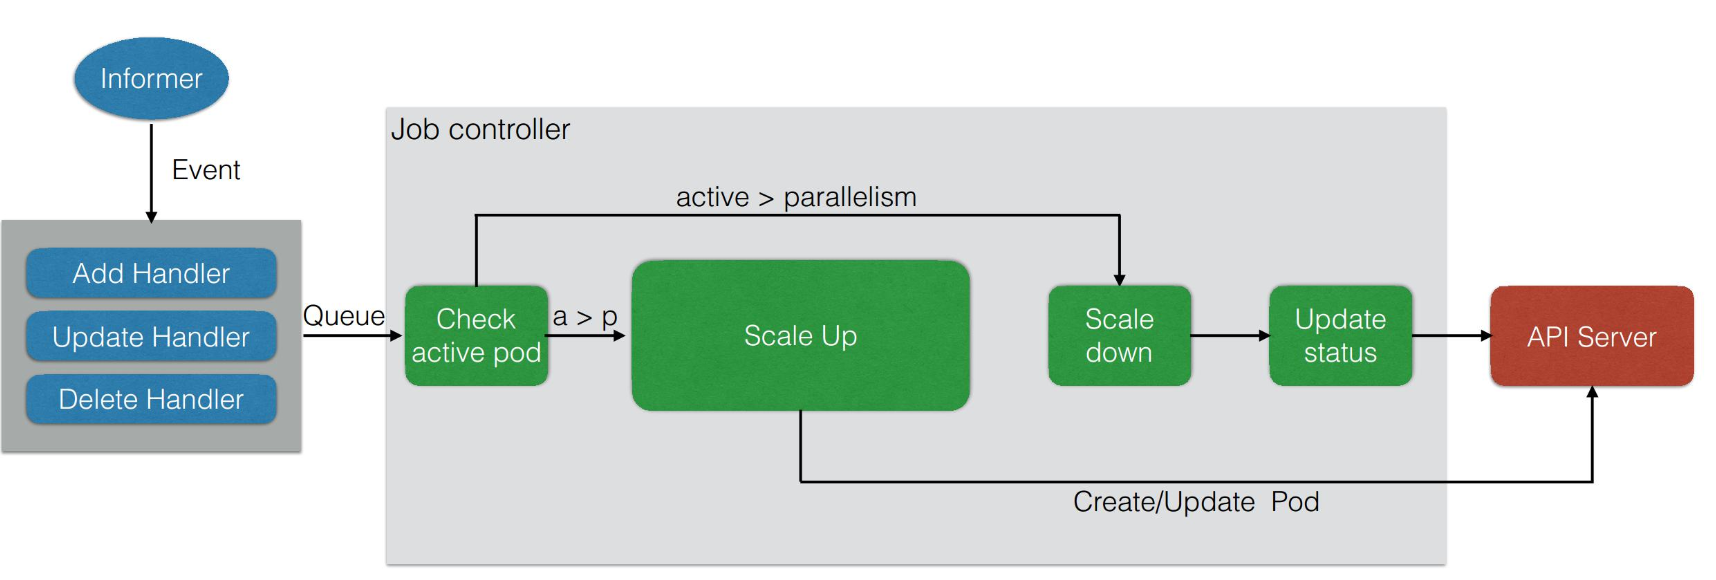 Informer
Event
Add Handler
Update Handler
Delete Handler
Queue
Job controller
active > parallelism
Check
active pod
a > p
Scale Up
Scale
down
Update
status
API Server
Create/Update Pod